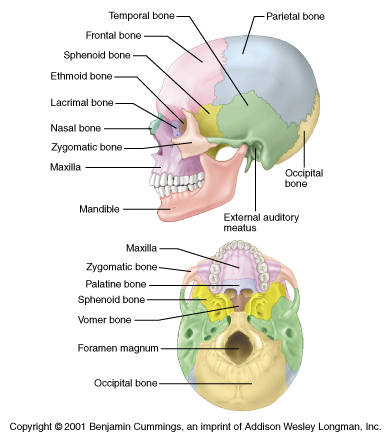 Temporal bone
Parietal bone
Frontal bone
Sphenoid bone
Ethmoid bone
Lacrimal bone
Nasal bone
Zygomatic bone
Maxilla
Occipital
bone
Mandible
External auditory
meatus
Maxilla
Zygomatic bone
Palatine bone
Sphenoid bone
Vomer bone
Foramen magnum
Occipital bone
Copyright © 2001 Benjamin Cummings, an imprint of Addison Wesley Longman, Inc.